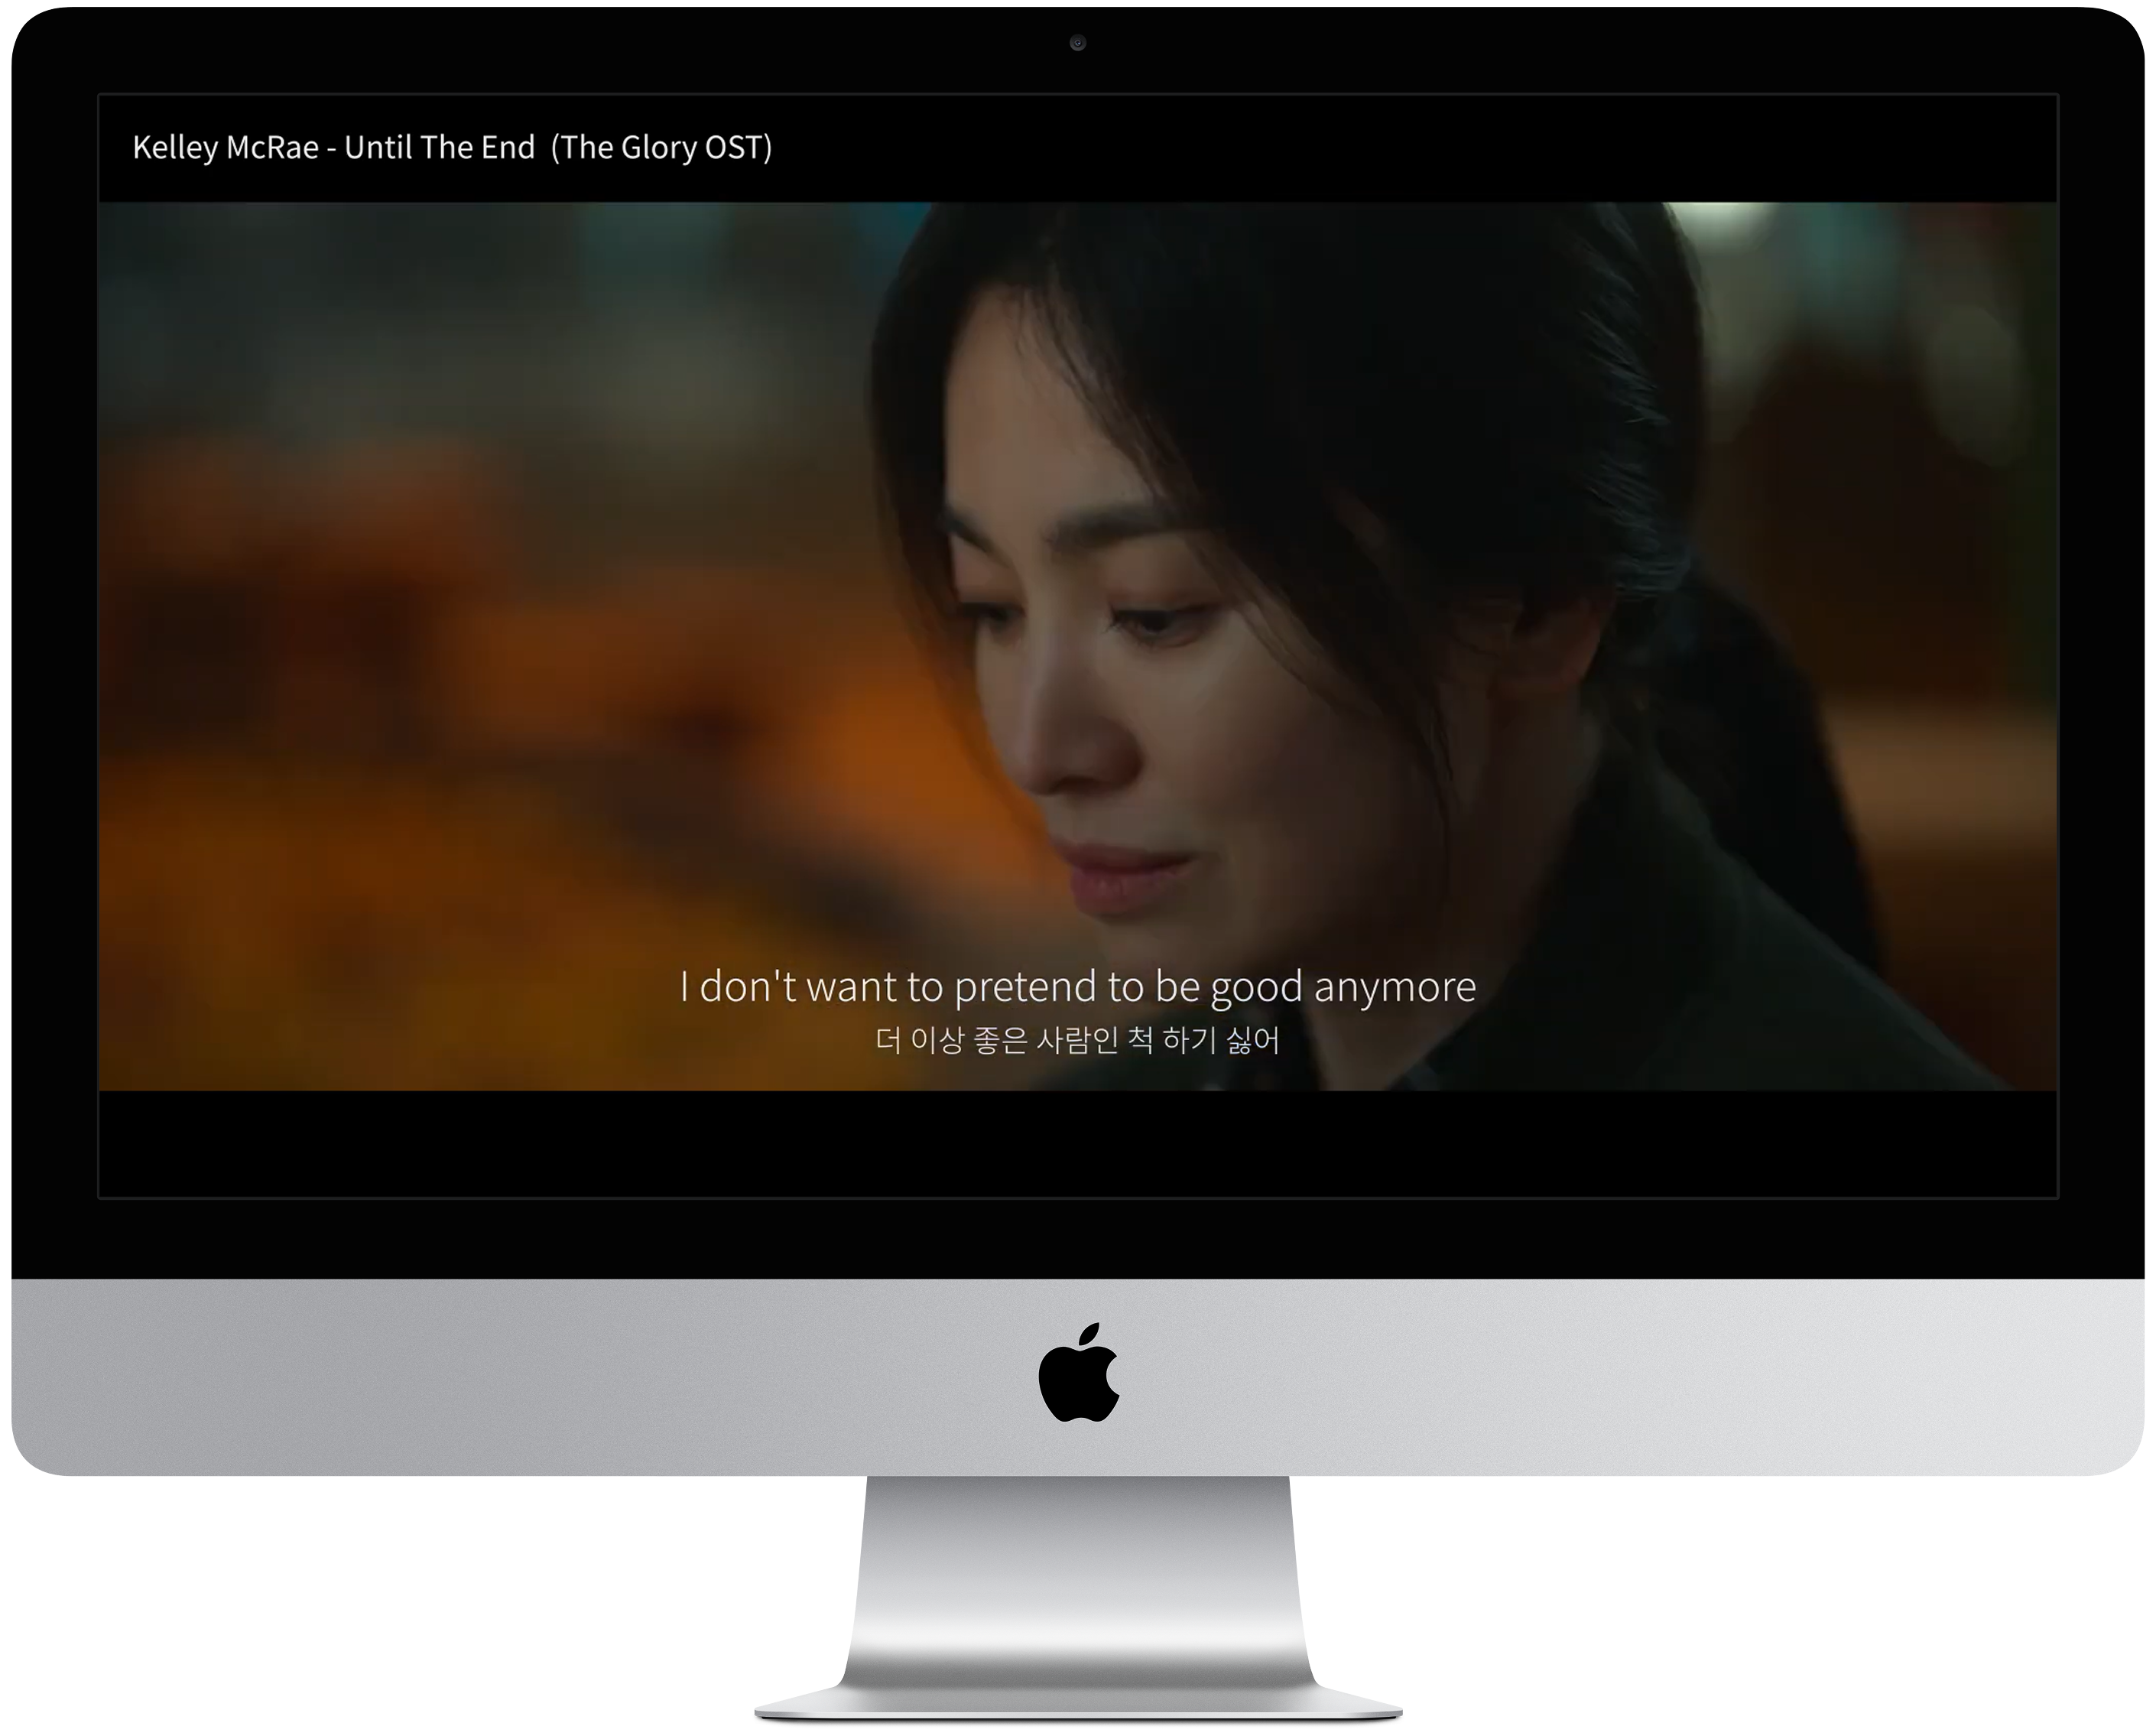 Kelley McRae - Until The End (The Glory OST)
I don't want to pretend to be good anymore
더 이상 좋은 사람인 척 하기 싫어